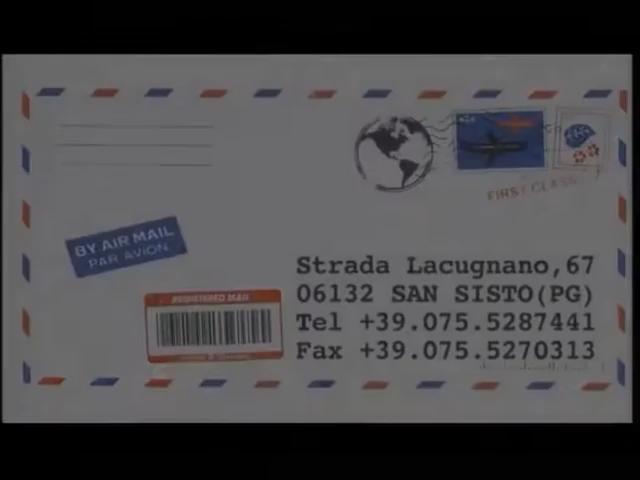 FIRST CLASS
BY AIR MAIL
PAR AVION
Strada Lacugnano,67
REGISTERED MAIL
06132 SAN SISTO(PG)
Tel +39.075.5287441
Fax +39.075.5270313